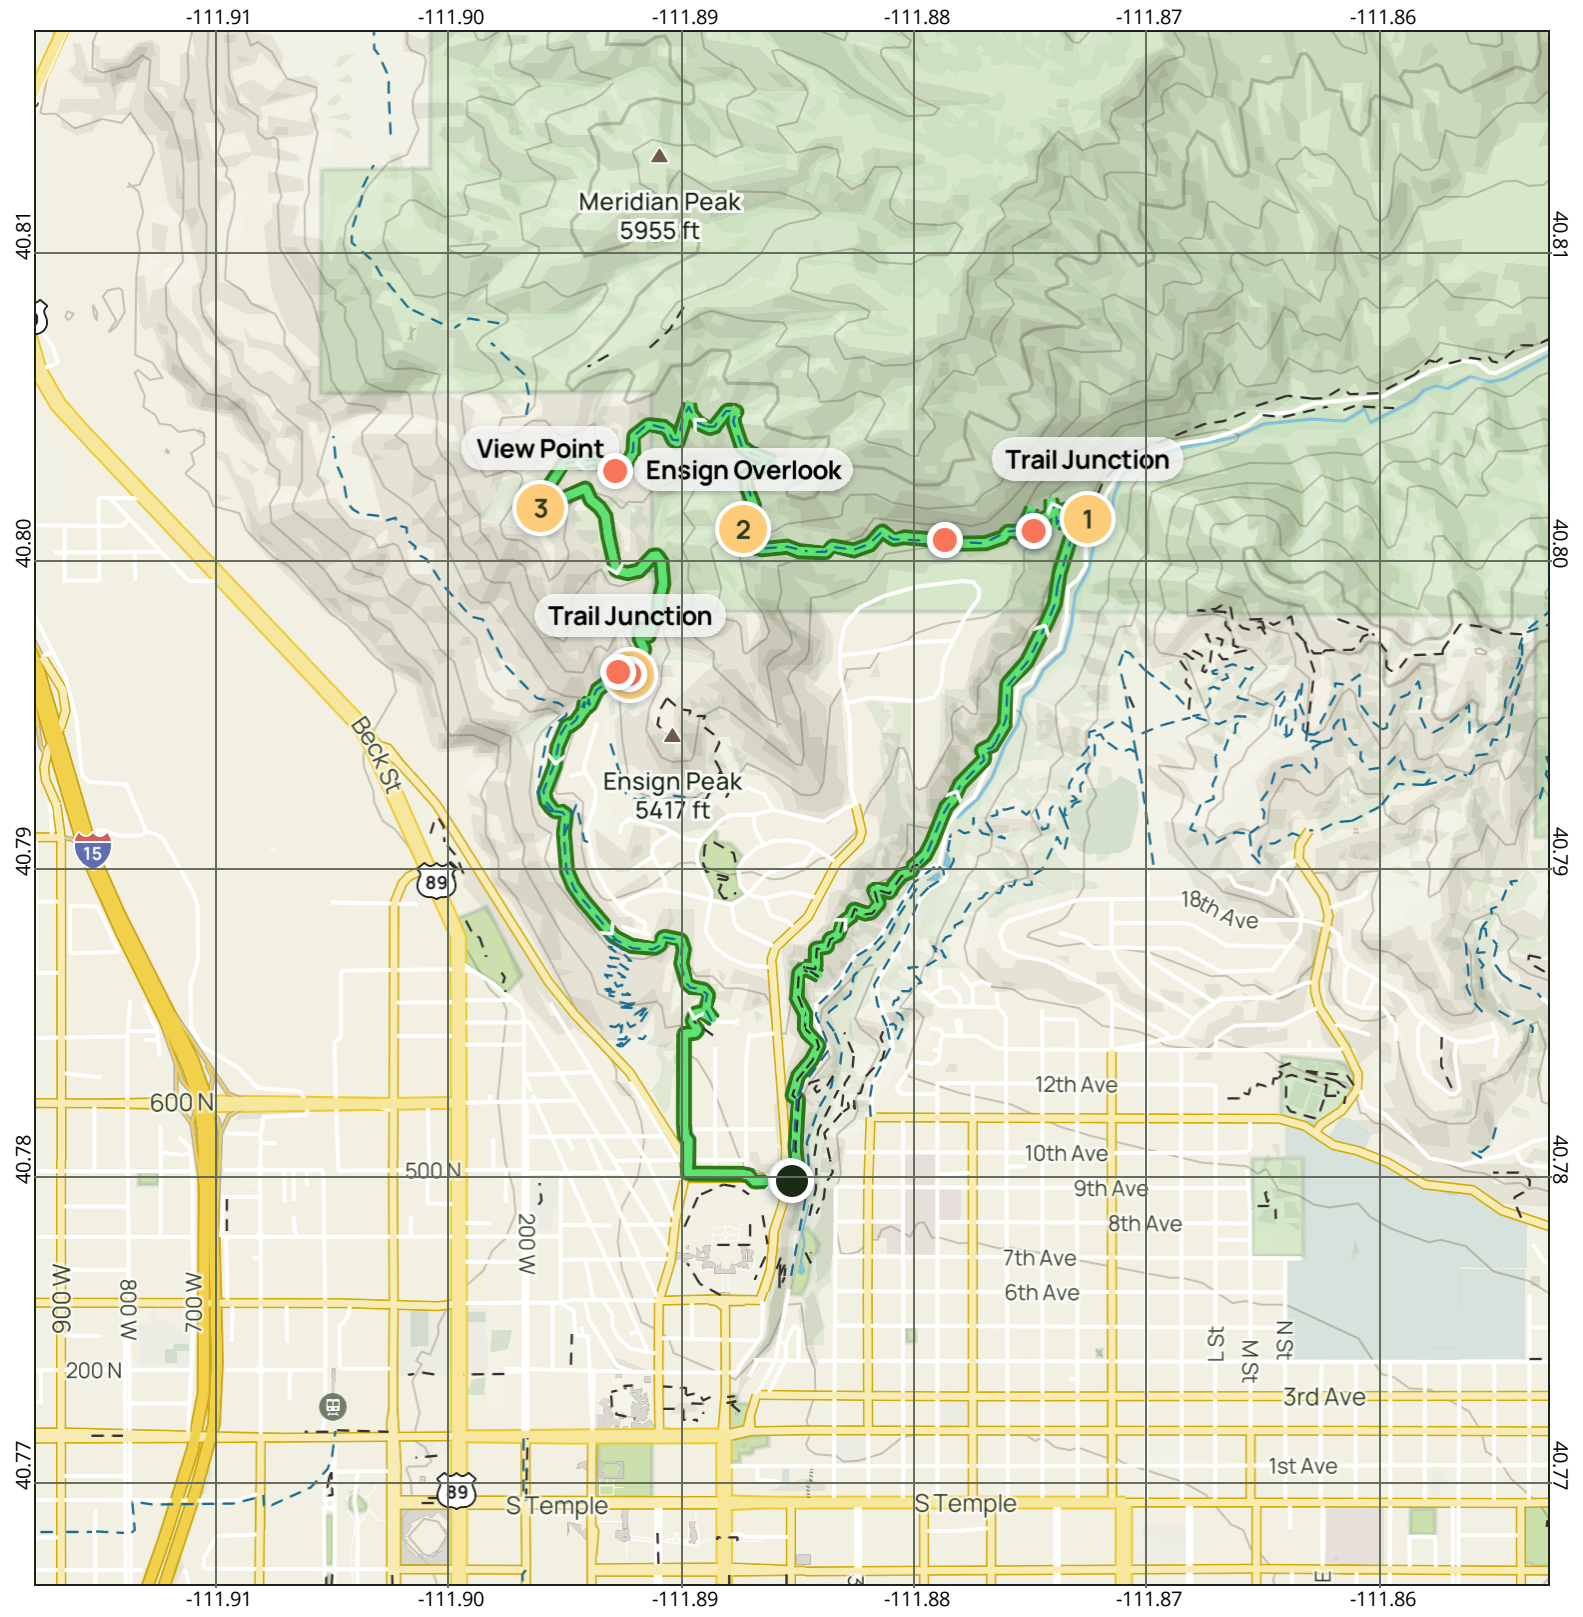 -111.91
-111.90
-111.89
-111.88
-111.87
-111.86
Meridian Peak
5955 ft
40.81
40.81
View Point
Ensign Overlook
Trail Junction
3
2
1
40.80
40.80
Trail Junction
Beck St
Ensign Peak
5417 ft
15
89
40.79
40.79
18th Ave
12th Ave
600 N
10th Ave
500 N
9th Ave
8th Ave
40.78
40.78
200 W
7th Ave
6th Ave
900 W
800 W
700 W
L St
M St
N St
200 N
3rd Ave
1st Ave
40.77
40.77
89
S Temple
S Temple
E
-111.91
-111.90
-111.89
-111.88
-111.87
-111.86